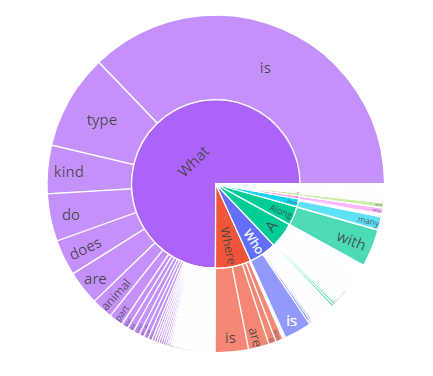 What
is
type
kind
do
does
are
animal
part
Where
is
are
Who
is
A
Alone
with
many